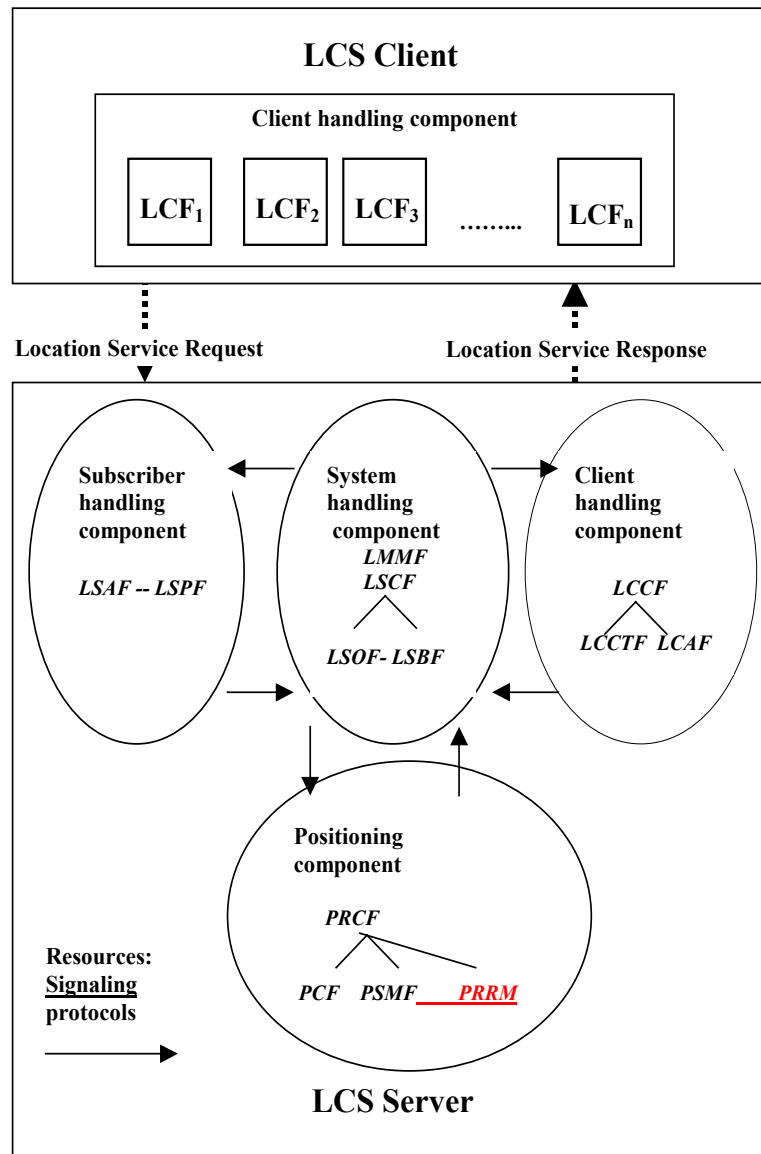 LCS Client
Client handling component
LCF1 LCF2 LCF3 ……... LCFn
Location Service Request
Location Service Response
Subscriber
handling
component
LSAF -- LSPF
System
handling
component
LMMF
LSCF
LSOF- LSBF
Client
handling
component
LCCF
LCCTF LCAF
Positioning
component
PRCF
PCF PSMF PRRM
Resources:
Signaling
protocols
LCS Server